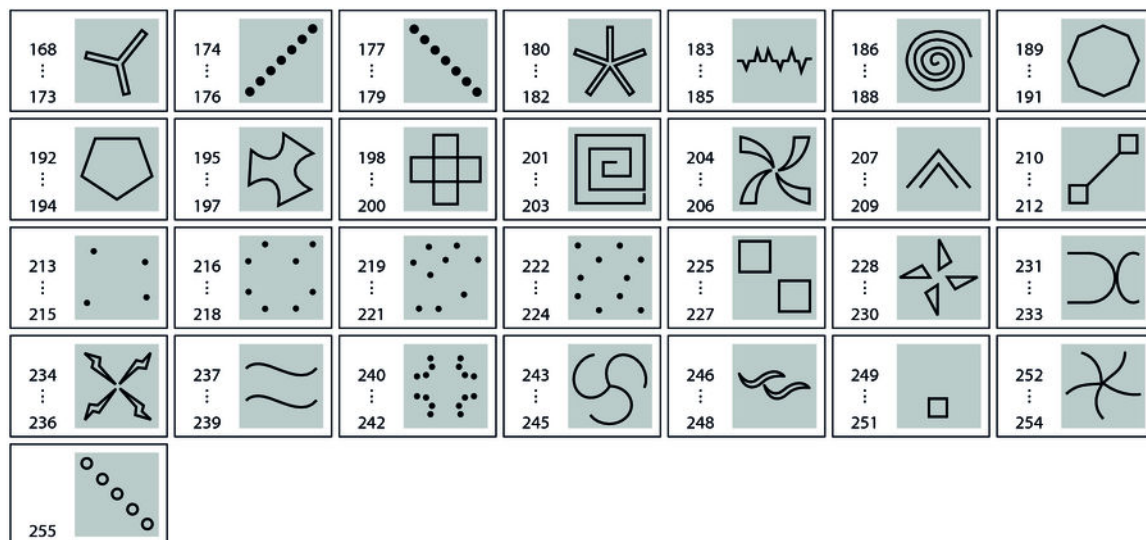 168 174 177 180 183 186 189
⋮ ⋮ ⋮ ⋮ ⋮ ⋮ ⋮
173 176 179 182 185 188 191
192 195 198 201 204 207 210
⋮ ⋮ ⋮ ⋮ ⋮ ⋮ ⋮
194 197 200 203 206 209 212
213 216 219 222 225 228 231
⋮ ⋮ ⋮ ⋮ ⋮ ⋮ ⋮
215 218 221 224 227 230 233
234 237 240 243 246 249 252
⋮ ⋮ ⋮ ⋮ ⋮ ⋮ ⋮
236 239 242 245 248 251 254
255